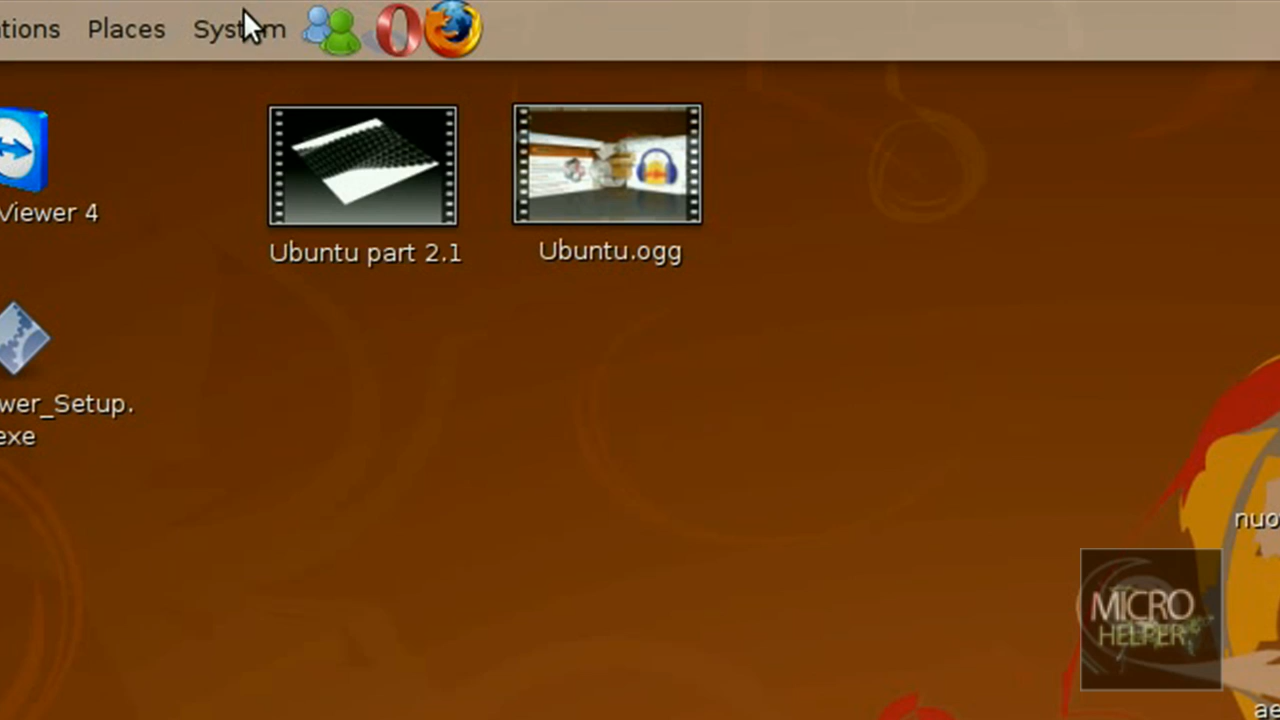 tions Places System
Viewer 4
Ubuntu part 2.1
Ubuntu.ogg
wer_Setup.
exe
nuo
MICRO
HELPER
ae